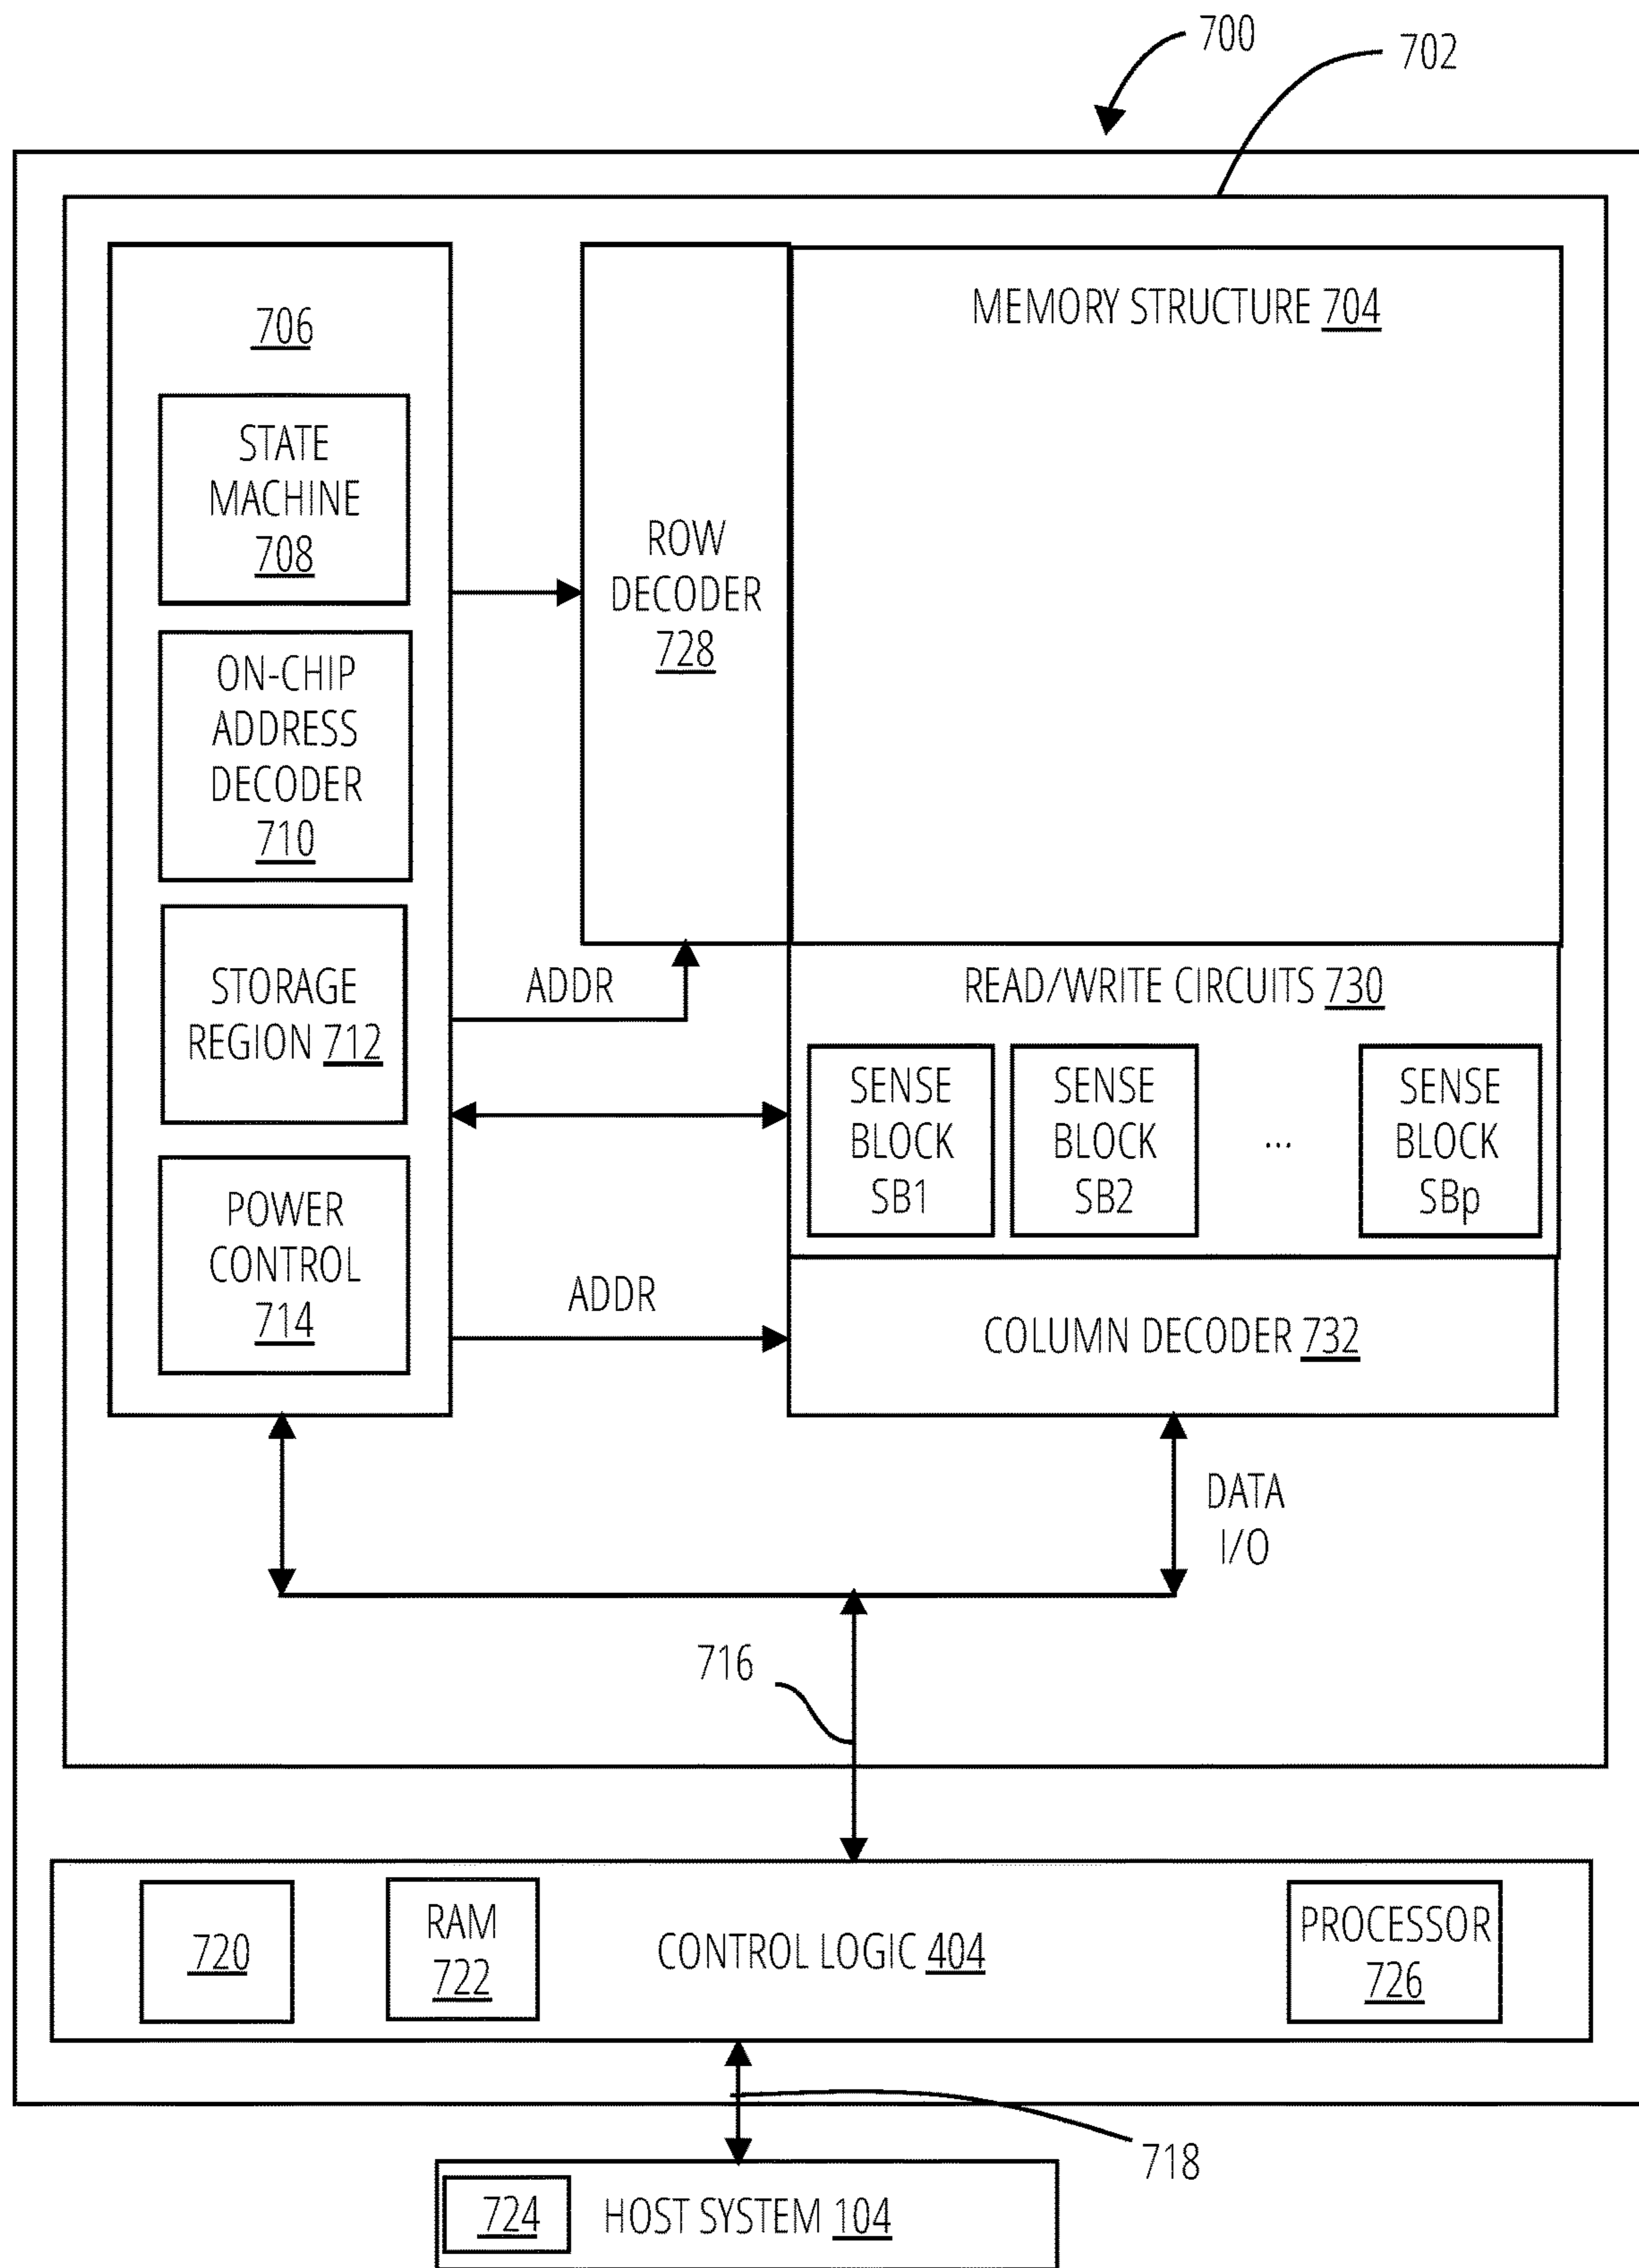 700
702
706
STATE
MACHINE
708
ON-CHIP
ADDRESS
DECODER
710
STORAGE
REGION 712
POWER
CONTROL
714
ROW
DECODER
728
MEMORY STRUCTURE 704
ADDR
READ/WRITE CIRCUITS 730
SENSE
BLOCK
SB1
SENSE
BLOCK
SB2
...
SENSE
BLOCK
SBp
ADDR
COLUMN DECODER 732
DATA
I/O
716
720
RAM
722
CONTROL LOGIC 404
PROCESSOR
726
718
724
HOST SYSTEM 104